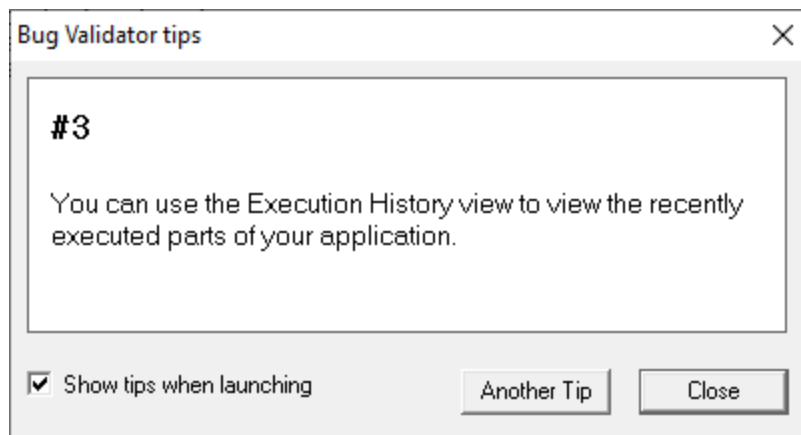 Bug Validator tips
#3
You can use the Execution History view to view the recently
executed parts of your application.
Show tips when launching
Another Tip
Close